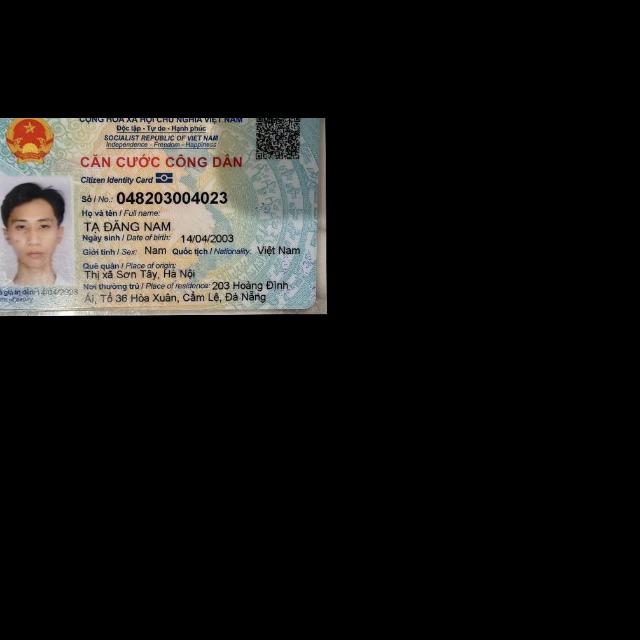 CỘNG HÒA XÃ HỘI CHỦ NGHĨA VIỆT NAM
Độc lập - Tự do - Hạnh phúc
SOCIALIST REPUBLIC OF VIET NAM
Independence - Freedom - Happiness
CĂN CƯỚC CÔNG DÂN
Citizen Identity Card
Số / No.: 048203004023
Họ và tên / Full name:
TẠ ĐĂNG NAM
Ngày sinh / Date of birth: 14/04/2003
Giới tính / Sex: Nam Quốc tịch / Nationality: Việt Nam
Quê quán / Place of origin:
Thị xã Sơn Tây, Hà Nội
Nơi thường trú / Place of residence: 203 Hoàng Đình
Ái, Tổ 36 Hòa Xuân, Cẩm Lệ, Đà Nẵng
giá trị đến: 14/04/2028